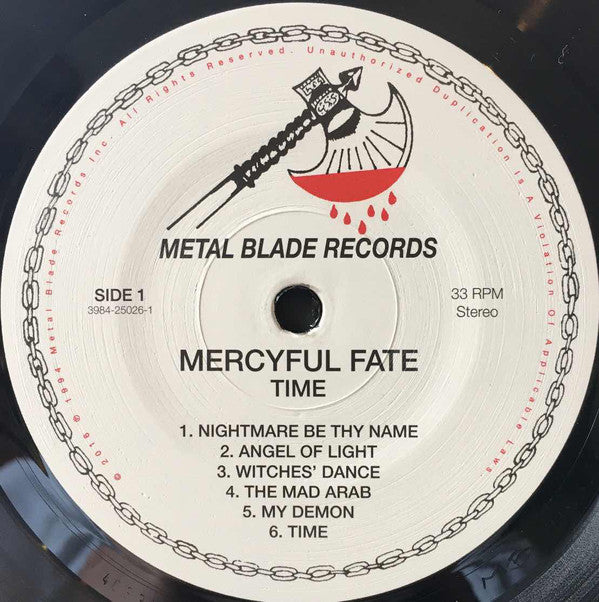 © 2016 ℗ 1994 Metal Blade Records Inc. All Rights Reserved. Unauthorized Duplication Is A Violation Of Applicable Laws.
METAL BLADE RECORDS
SIDE 1
3984-25026-1
33 RPM
Stereo
MERCYFUL FATE
TIME
1. NIGHTMARE BE THY NAME
2. ANGEL OF LIGHT
3. WITCHES' DANCE
4. THE MAD ARAB
5. MY DEMON
6. TIME